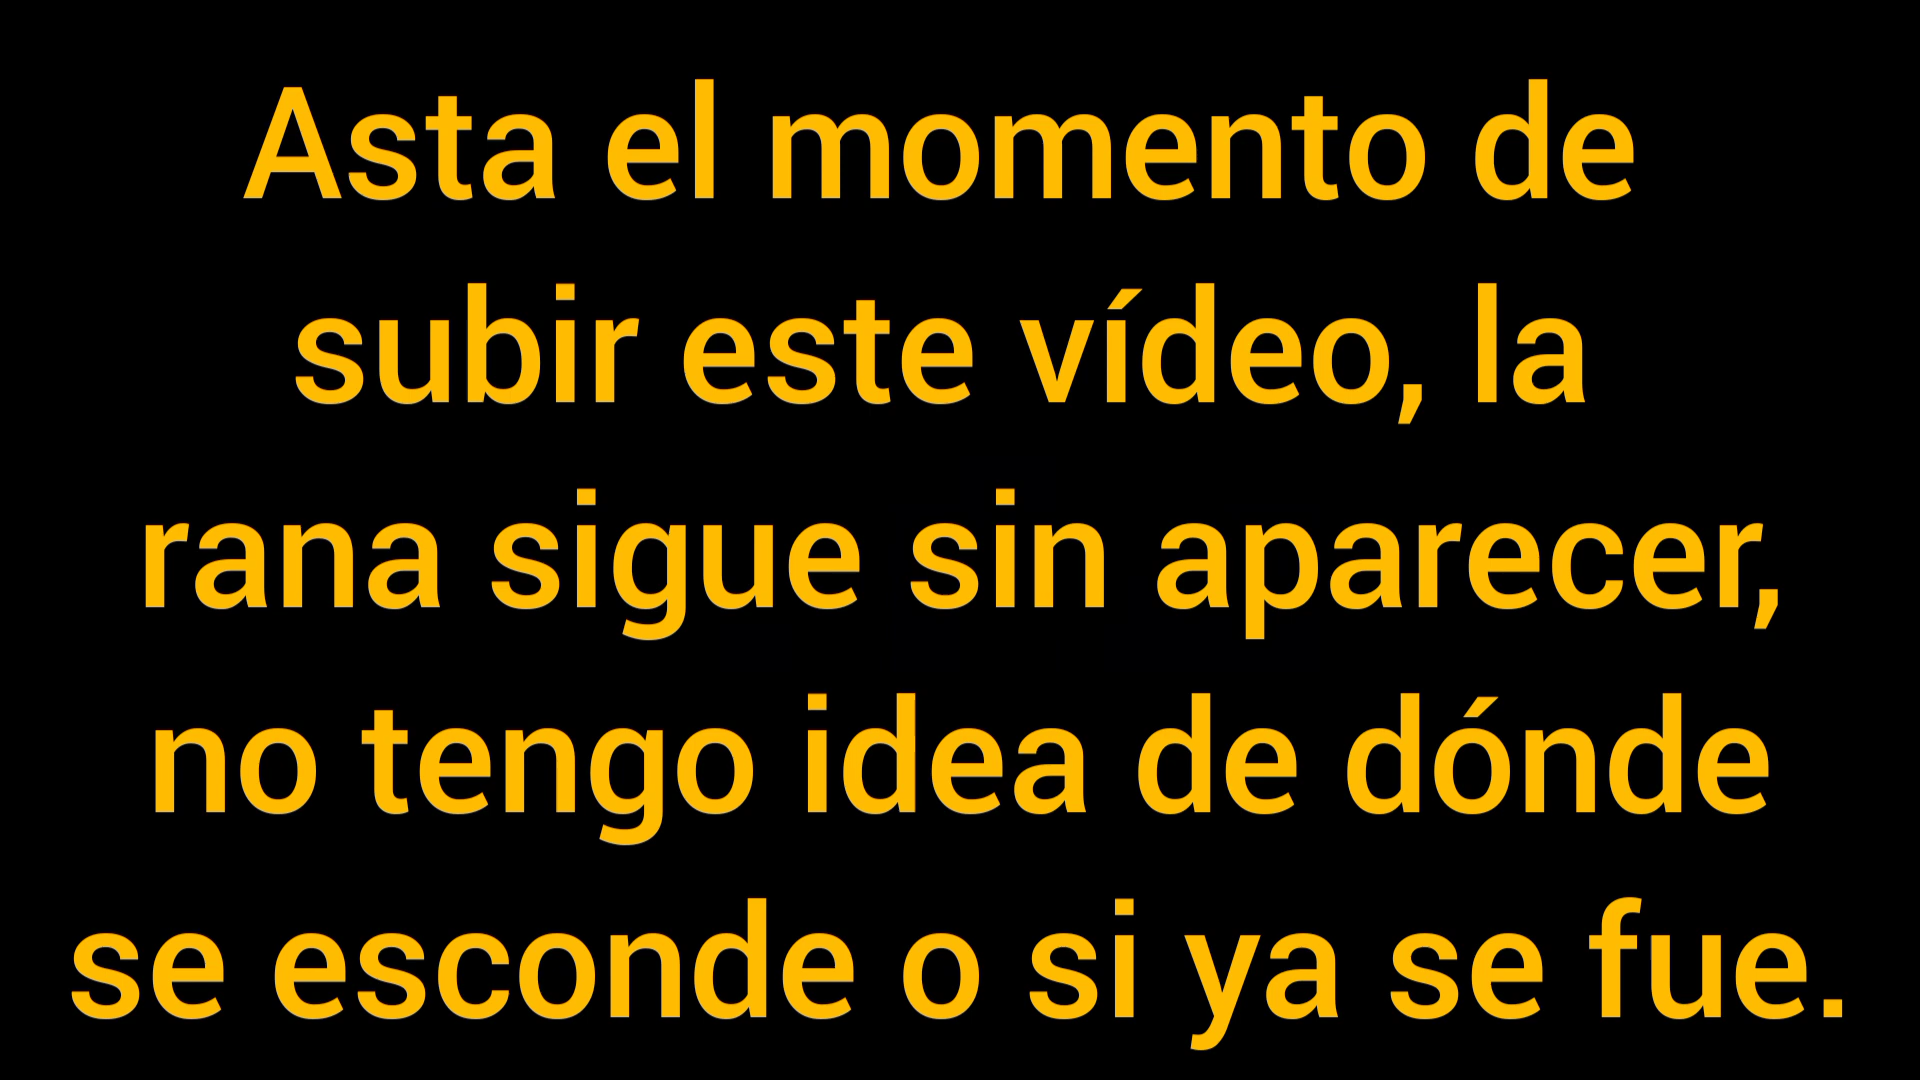 Asta el momento de
subir este vídeo, la
rana sigue sin aparecer,
no tengo idea de dónde
se esconde o si ya se fue.